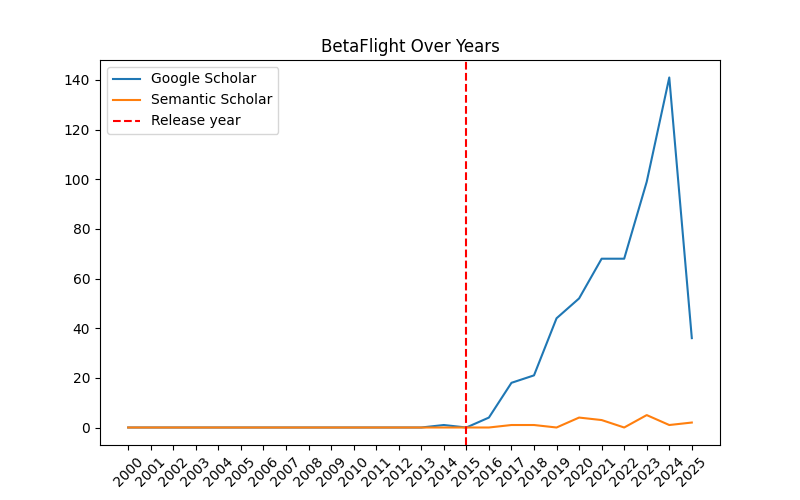 BetaFlight Over Years
Google Scholar
Semantic Scholar
Release year
140
120
100
80
60
40
20
0
2000 2001 2002 2003 2004 2005 2006 2007 2008 2009 2010 2011 2012 2013 2014 2015 2016 2017 2018 2019 2020 2021 2022 2023 2024 2025